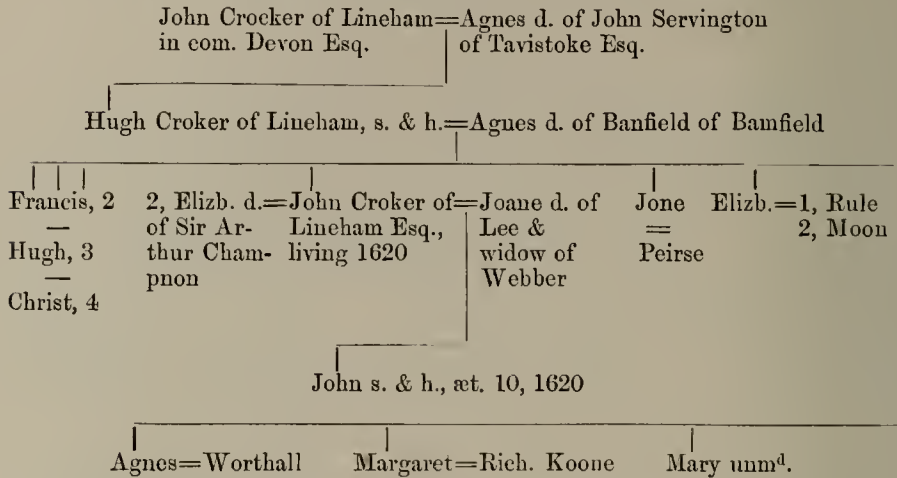 John Crocker of Lineham=Agnes d. of John Servington
in com. Devon Esq. of Tavistoke Esq.
Hugh Croker of Lineham, s. & h.=Agnes d. of Banfield of Bamfield
Francis, 2 2, Elizb. d.=John Croker of=Joane d. of Jone Elizb.=1, Rule
— of Sir Ar- Lineham Esq., Lee & = 2, Moon
Hugh, 3 thur Cham- living 1620 widow of Peirse
— pnon Webber
Christ, 4
John s. & h., æt. 10, 1620
Agnes=Worthall Margaret=Rich. Koone Mary unmᵈ.